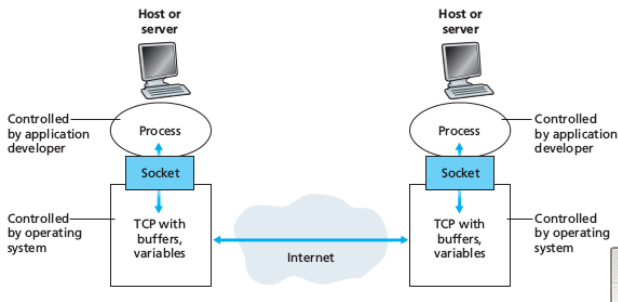 Host or
server
Host or
server
Controlled
by application
developer
Process
Process
Controlled
by application
developer
Socket
Socket
Controlled
by operating
system
TCP with
buffers,
variables
Internet
TCP with
buffers,
variables
Controlled
by operating
system